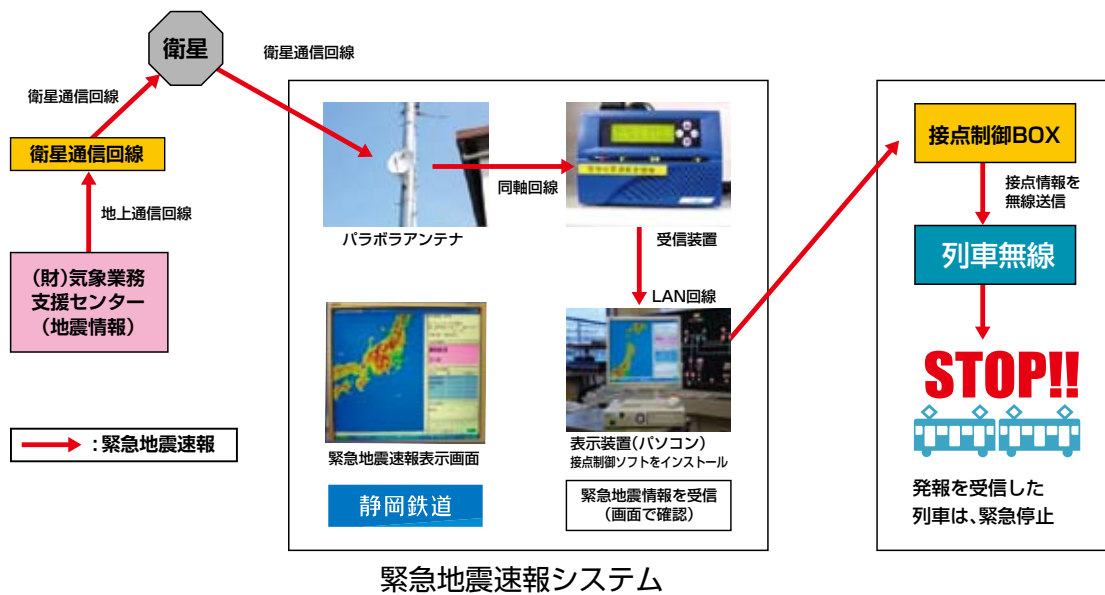 衛星
衛星通信回線
衛星通信回線
衛星通信回線
地上通信回線
(財)気象業務
支援センター
(地震情報)
:緊急地震速報
パラボラアンテナ
同軸回線
受信装置
LAN回線
緊急地震速報表示画面
静岡鉄道
表示装置(パソコン)
接点制御ソフトをインストール
緊急地震情報を受信
(画面で確認)
接点制御BOX
接点情報を
無線送信
列車無線
STOP!!
発報を受信した
列車は、緊急停止
緊急地震速報システム